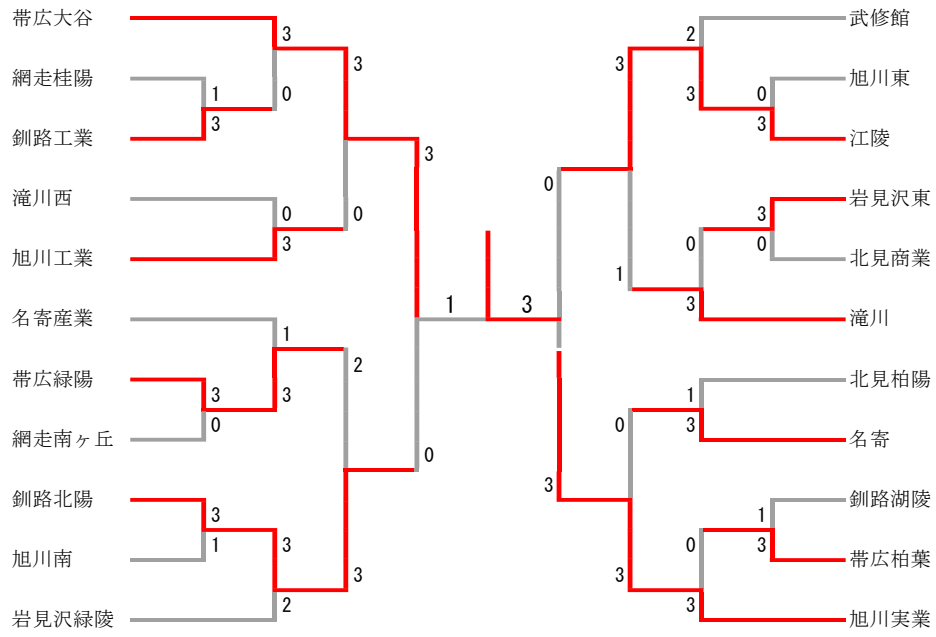 帯広大谷
網走桂陽
釧路工業
滝川西
旭川工業
名寄産業
帯広緑陽
網走南ヶ丘
釧路北陽
旭川南
岩見沢緑陵
3
1
3
0
0
3
1
3
0
3
3
1
3
2
3
0
2
3
3
0
1
3
0
3
3
1
0
3
2
3
0
3
0
3
1
3
0
3
0
3
0
1
3
武修館
旭川東
江陵
岩見沢東
北見商業
滝川
北見柏陽
名寄
釧路湖陵
帯広柏葉
旭川実業